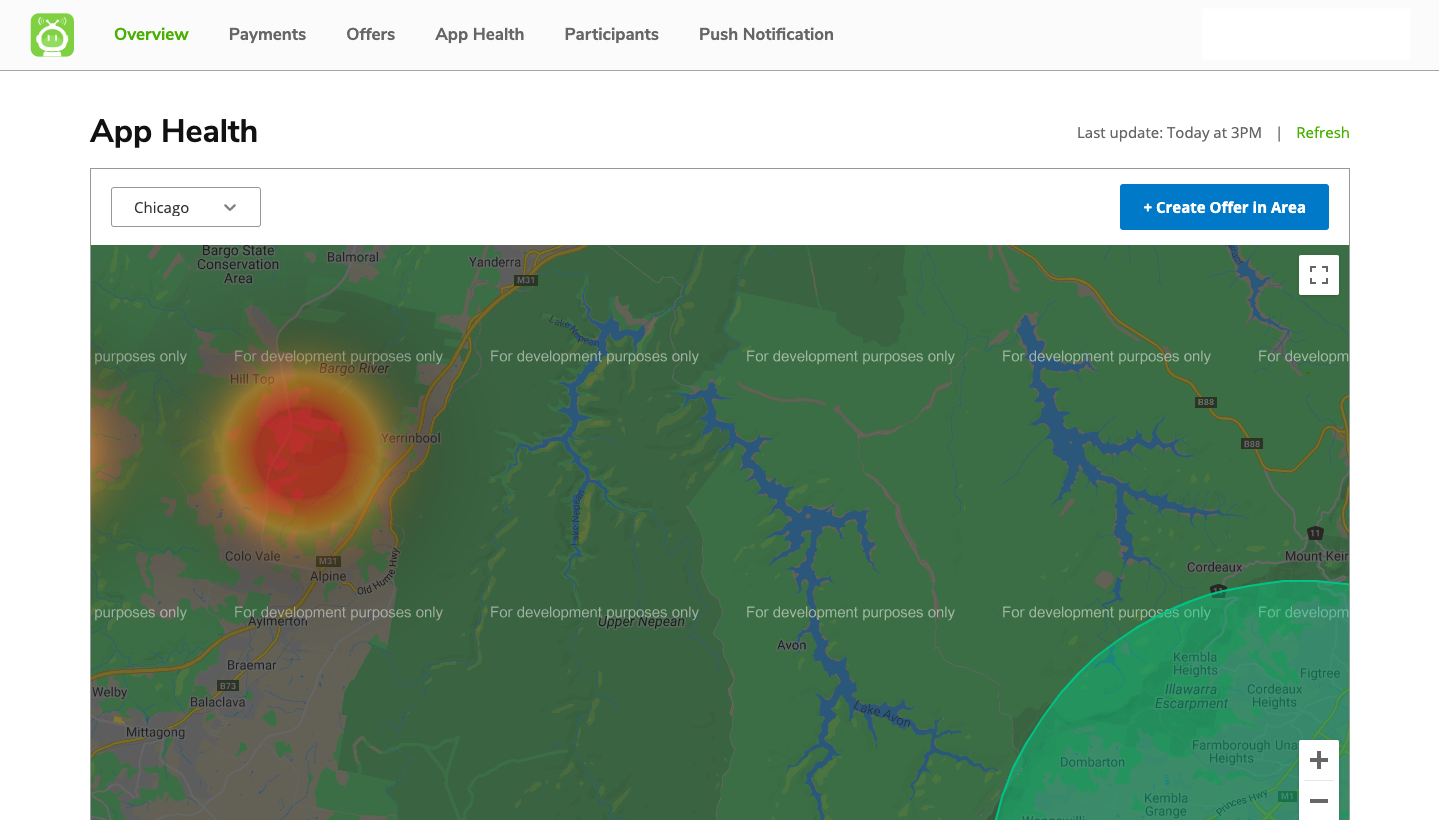 Overview Payments Offers App Health Participants Push Notification
App Health
Last update: Today at 3PM | Refresh
Chicago
+ Create Offer in Area
Bargo State
Conservation
Area
Balmoral
Yanderra
M31
Lake Nepean
purposes only
For development purposes only
For development purposes only
For development purposes only
For development purposes only
For developm
Bargo River
Hill Top
B88
Yerrinbool
B88
Lake Nepean
11
Colo Vale
M31
Alpine
Old Hume Hwy
Mount Keir
Cordeaux
purposes only
For development purposes only
For development purposes only
For development purposes only
For development purposes only
For developm
Aylmerton
Upper Nepean
Avon
Braemar
Kembla
Heights
Figtree
B73
Welby
Balaclava
Illawarra
Escarpment
Cordeaux
Heights
Lake Avon
Mittagong
Farmborough
Heights
Una
Dombarton
Kembla
Grange
Princes Hwy
M1